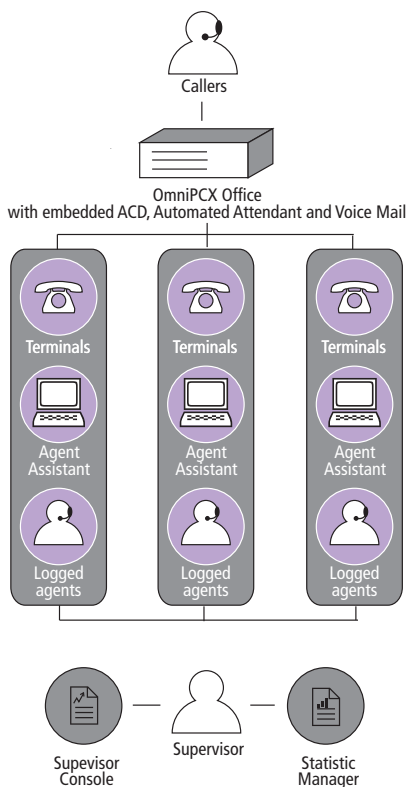 Callers
OmniPCX Office
with embedded ACD, Automated Attendant and Voice Mail
Terminals
Agent
Assistant
Logged
agents
Terminals
Agent
Assistant
Logged
agents
Terminals
Agent
Assistant
Logged
agents
Supevisor
Console
Supervisor
Statistic
Manager